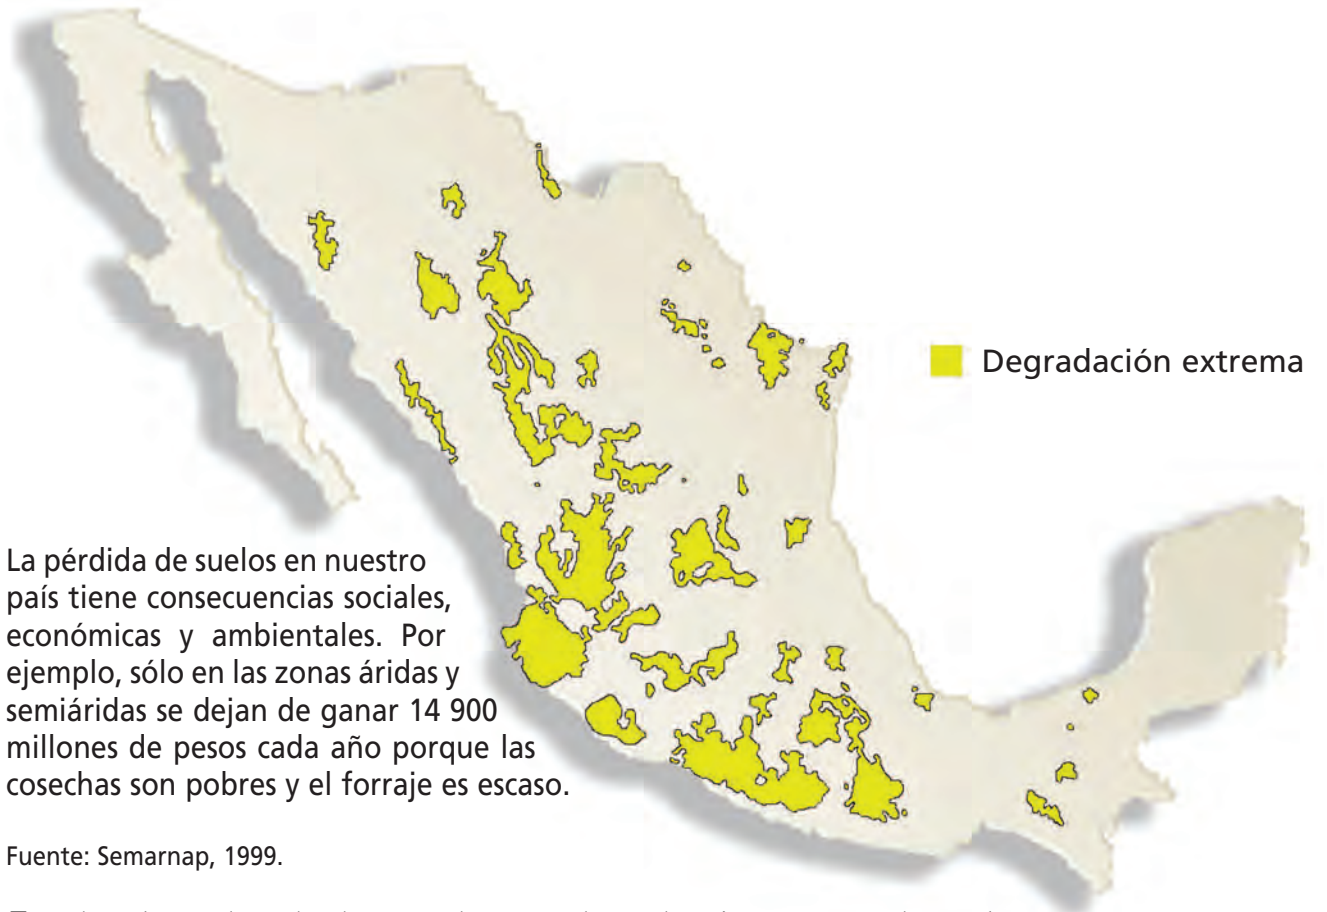 Degradación extrema
La pérdida de suelos en nuestro
país tiene consecuencias sociales,
económicas y ambientales. Por
ejemplo, sólo en las zonas áridas y
semiáridas se dejan de ganar 14 900
millones de pesos cada año porque las
cosechas son pobres y el forraje es escaso.
Fuente: Semarnap, 1999.